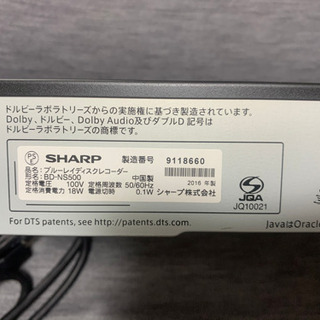 ドルビーラボラトリーズからの実施権に基づき製造されています。
Dolby、ドルビー、Dolby Audio及びダブルD 記号は
ドルビーラボラトリーズの商標です。
PS E SHARP 製造番号 9118660
品名:ブルーレイディスクレコーダー
形名:BD-NS500 中国製
定格電圧 100V 定格周波数 50/60Hz 2016 年製
定格消費電力 18W 電源切時 0.1W シャープ株式会社
JQA
JQ10021
For DTS patents, see http://patents.dts.com.
JavaはOracle